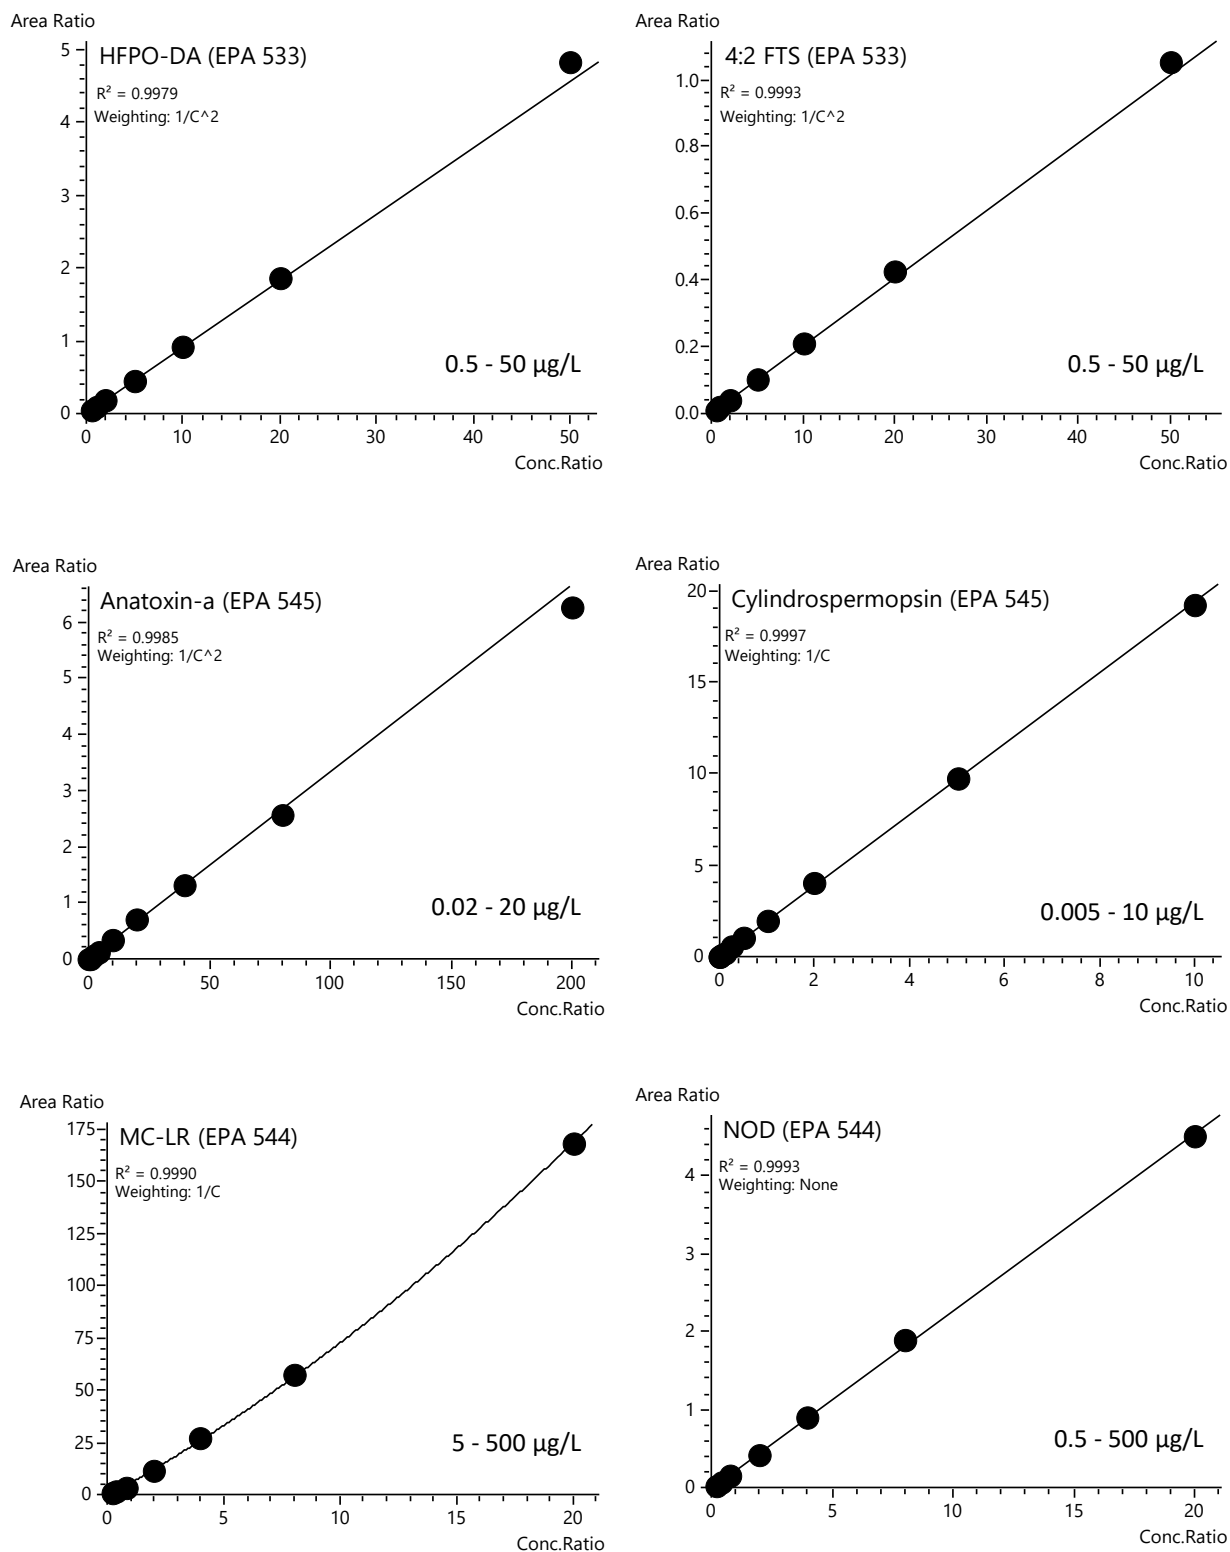 Area Ratio
HFPO-DA (EPA 533)
R² = 0.9979
Weighting: 1/C^2
5
4
3
2
1
0
0.5 - 50 µg/L
0 10 20 30 40 50
Conc.Ratio
Area Ratio
4:2 FTS (EPA 533)
R² = 0.9993
Weighting: 1/C^2
1.0
0.8
0.6
0.4
0.2
0.0
0.5 - 50 µg/L
0 10 20 30 40 50
Conc.Ratio
Area Ratio
Anatoxin-a (EPA 545)
R² = 0.9985
Weighting: 1/C^2
6
5
4
3
2
1
0
0.02 - 20 µg/L
0 50 100 150 200
Conc.Ratio
Area Ratio
Cylindrospermopsin (EPA 545)
R² = 0.9997
Weighting: 1/C
20
15
10
5
0
0.005 - 10 µg/L
0 2 4 6 8 10
Conc.Ratio
Area Ratio
MC-LR (EPA 544)
R² = 0.9990
Weighting: 1/C
175
150
125
100
75
50
25
0
5 - 500 µg/L
0 5 10 15 20
Conc.Ratio
Area Ratio
NOD (EPA 544)
R² = 0.9993
Weighting: None
4
3
2
1
0
0.5 - 500 µg/L
0 5 10 15 20
Conc.Ratio